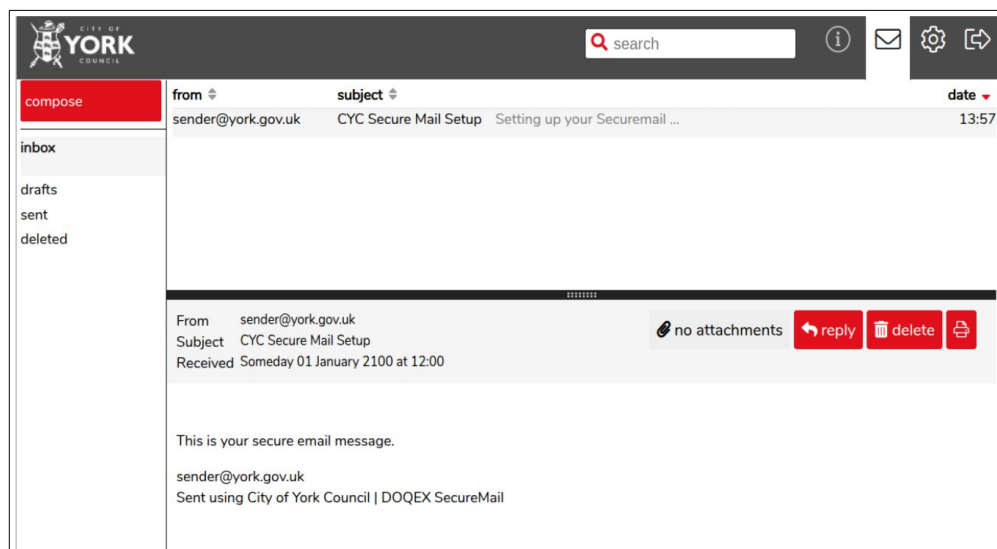 CITY OF
YORK
COUNCIL
search
compose
from subject date
sender@york.gov.uk CYC Secure Mail Setup Setting up your Securemail ... 13:57
inbox
drafts
sent
deleted
From sender@york.gov.uk
Subject CYC Secure Mail Setup
Received Someday 01 January 2100 at 12:00
no attachments reply delete
This is your secure email message.
sender@york.gov.uk
Sent using City of York Council | DOQEX SecureMail